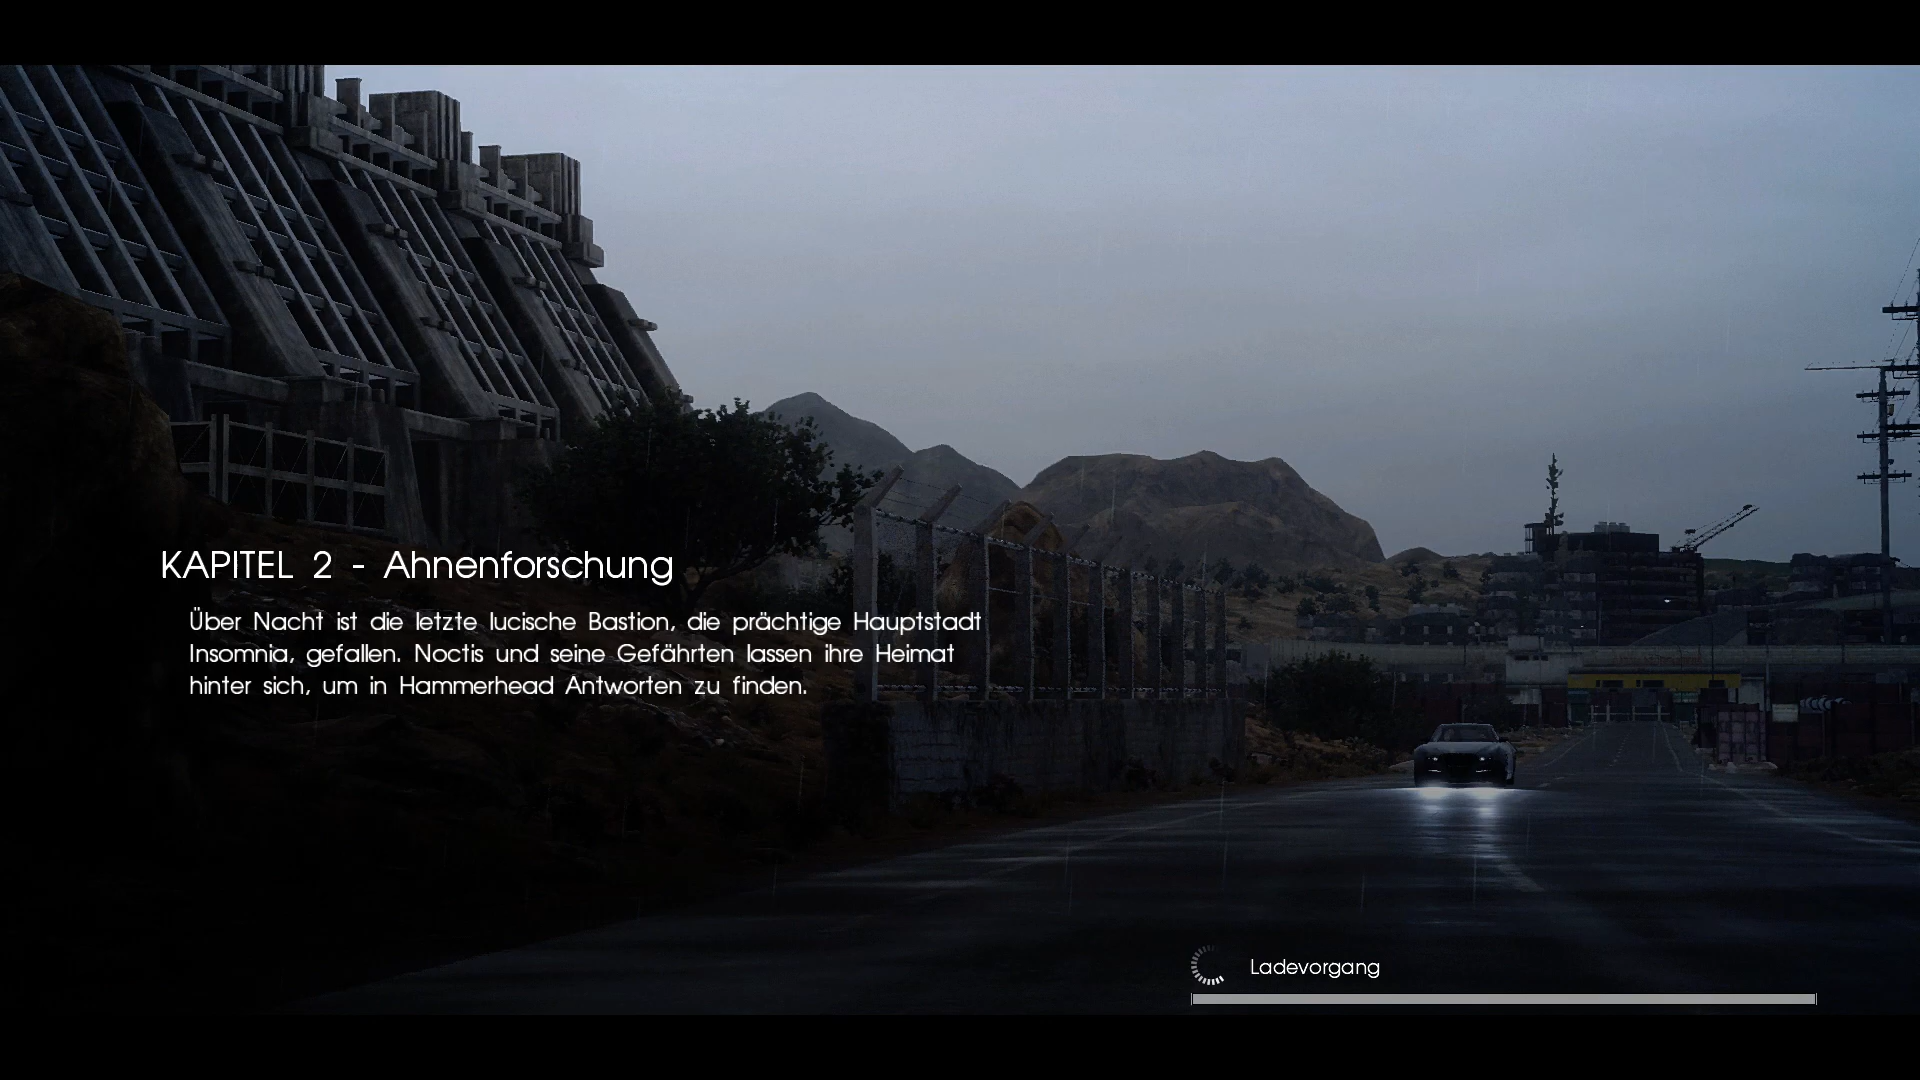 KAPITEL 2 - Ahnenforschung
Über Nacht ist die letzte lucische Bastion, die prächtige Hauptstadt
Insomnia, gefallen. Noctis und seine Gefährten lassen ihre Heimat
hinter sich, um in Hammerhead Antworten zu finden.
Ladevorgang